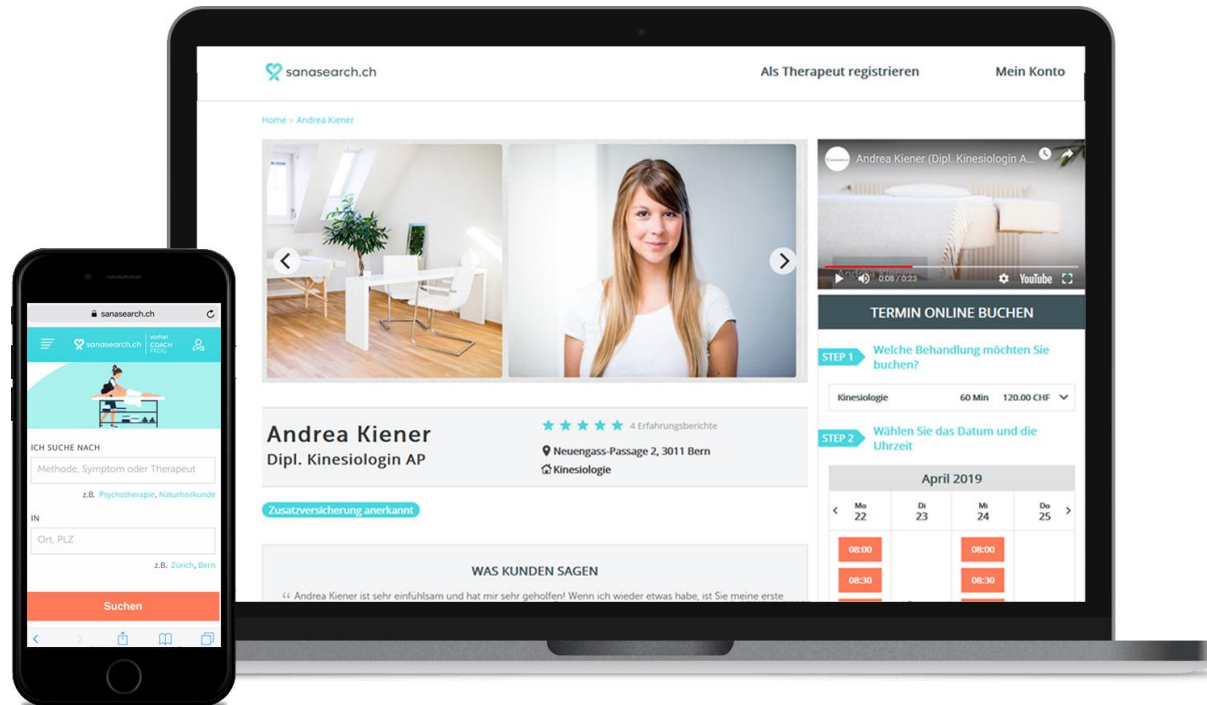 sanasearch.ch
Als Therapeut registrieren
Mein Konto
Home » Andrea Kiener
Andrea Kiener (Dipl. Kinesiologin A...
0:08 / 0:23
YouTube
Andrea Kiener
Dipl. Kinesiologin AP
4 Erfahrungsberichte
Neuengass-Passage 2, 3011 Bern
Kinesiologie
Zusatzversicherung anerkannt
WAS KUNDEN SAGEN
“ Andrea Kiener ist sehr einfühlsam und hat mir sehr geholfen! Wenn ich wieder etwas habe, ist Sie meine erste
TERMIN ONLINE BUCHEN
STEP 1 Welche Behandlung möchten Sie
buchen?
Kinesiologie 60 Min 120.00 CHF
STEP 2 Wählen Sie das Datum und die
Uhrzeit
April 2019
Mo Di Mi Do
22 23 24 25
08:00 08:00
08:30 08:30
sanasearch.ch
sanasearch.ch
vorher
COACH
FROG
ICH SUCHE NACH
Methode, Symptom oder Therapeut
z.B. Psychotherapie, Naturheilkunde
IN
Ort, PLZ
z.B. Zürich, Bern
Suchen